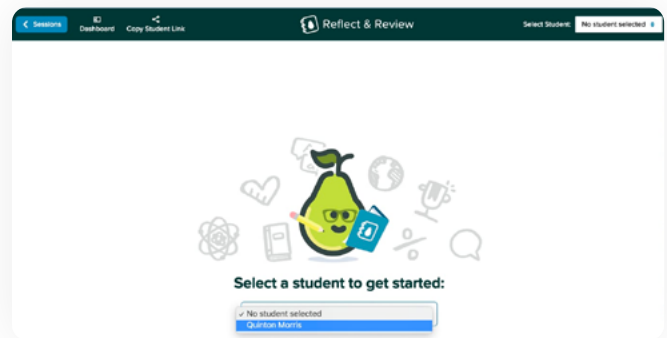 Sessions
Dashboard
Copy Student Link
Reflect & Review
Select Student:
No student selected
Select a student to get started:
✓ No student selected
Quinton Morris